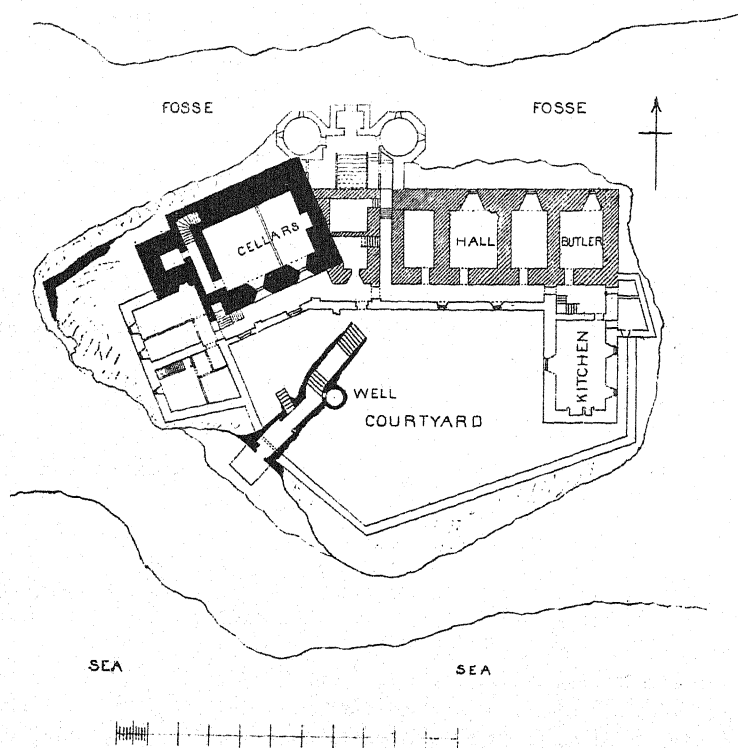 FOSSE
FOSSE
CELLARS
HALL
BUTLER
KITCHEN
WELL
COURTYARD
SEA
SEA